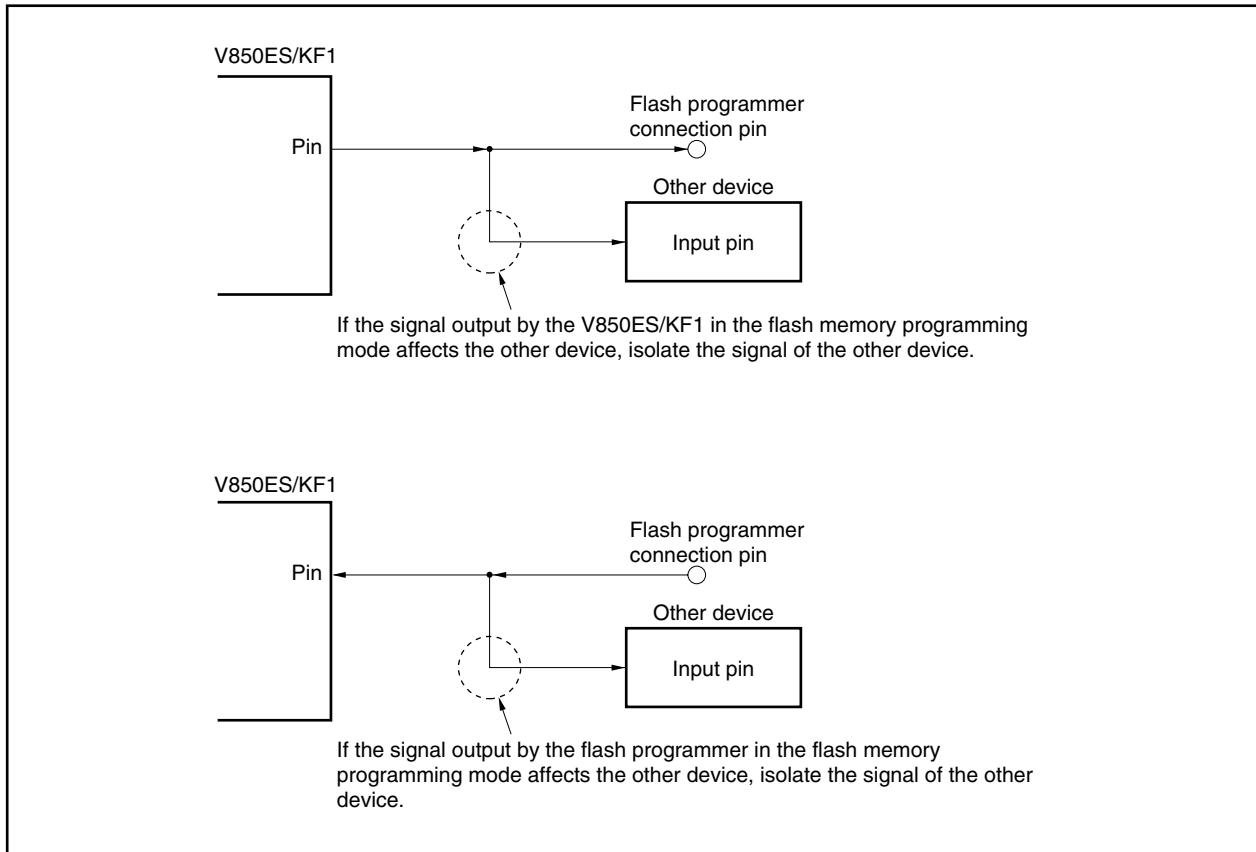 V850ES/KF1
Flash programmer
connection pin
Pin
Other device
Input pin
If the signal output by the V850ES/KF1 in the flash memory programming
mode affects the other device, isolate the signal of the other device.
V850ES/KF1
Flash programmer
connection pin
Pin
Other device
Input pin
If the signal output by the flash programmer in the flash memory
programming mode affects the other device, isolate the signal of the other
device.